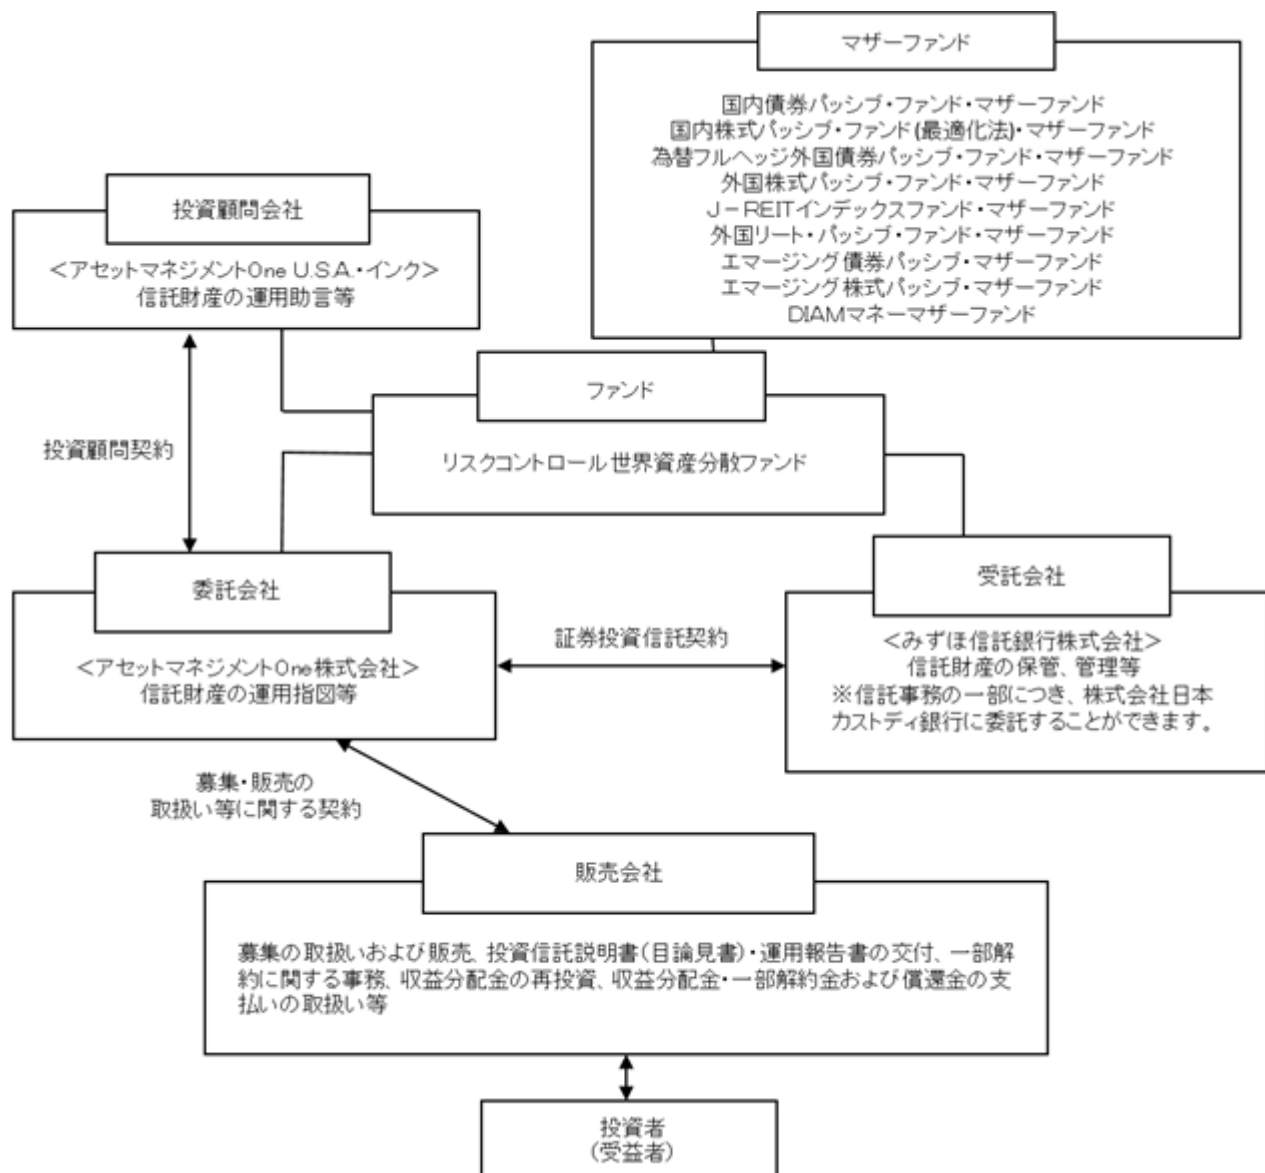 マザーファンド
国内債券パッシブ・ファンド・マザーファンド
国内株式パッシブ・ファンド(最適化法)・マザーファンド
為替フルヘッジ外国債券パッシブ・ファンド・マザーファンド
外国株式パッシブ・ファンド・マザーファンド
J－REITインデックスファンド・マザーファンド
外国リート・パッシブ・ファンド・マザーファンド
エマージング債券パッシブ・マザーファンド
エマージング株式パッシブ・マザーファンド
DIAMマネーマザーファンド
投資顧問会社
＜アセットマネジメントOne U.S.A.・インク＞
信託財産の運用助言等
ファンド
リスクコントロール世界資産分散ファンド
投資顧問契約
委託会社
＜アセットマネジメントOne株式会社＞
信託財産の運用指図等
証券投資信託契約
受託会社
＜みずほ信託銀行株式会社＞
信託財産の保管、管理等
※信託事務の一部につき、株式会社日本
カストディ銀行に委託することができます。
募集・販売の
取扱い等に関する契約
販売会社
募集の取扱いおよび販売、投資信託説明書(目論見書)・運用報告書の交付、一部解
約に関する事務、収益分配金の再投資、収益分配金・一部解約金および償還金の支
払いの取扱い等
投資者
(受益者)